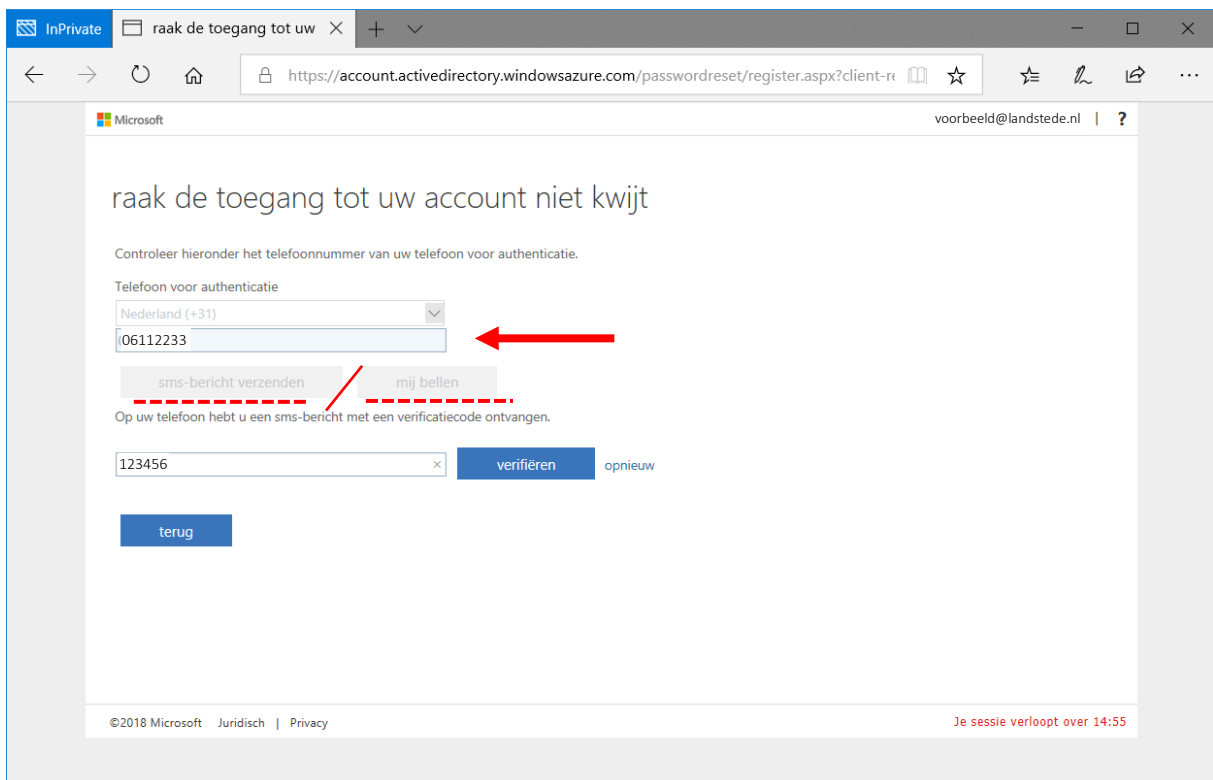 InPrivate raak de toegang tot uw
https://account.activedirectory.windowsazure.com/passwordreset/register.aspx?client-re
Microsoft voorbeeld@landstede.nl | ?
raak de toegang tot uw account niet kwijt
Controleer hieronder het telefoonnummer van uw telefoon voor authenticatie.
Telefoon voor authenticatie
Nederland (+31)
06112233
sms-bericht verzenden mij bellen
Op uw telefoon hebt u een sms-bericht met een verificatiecode ontvangen.
123456 verifiëren opnieuw
terug
©2018 Microsoft Juridisch | Privacy Je sessie verloopt over 14:55